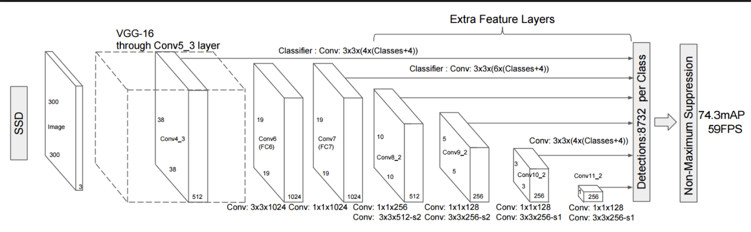 Extra Feature Layers
VGG-16
through Conv5_3 layer
Classifier : Conv: 3x3x(4x(Classes+4))
Classifier : Conv: 3x3x(6x(Classes+4))
SSD
300
Image
300
3
38
Conv4_3
38
512
19
Conv6
(FC6)
19
1024
19
Conv7
(FC7)
19
1024
10
Conv8_2
10
512
5
Conv9_2
5
256
Conv: 3x3x(4x(Classes+4))
3
Conv10_2
3
256
Conv11_2
1
256
Detections:8732 per Class
Non-Maximum Suppression
74.3mAP
59FPS
Conv: 3x3x1024
Conv: 1x1x1024
Conv: 1x1x256
Conv: 3x3x512-s2
Conv: 1x1x128
Conv: 3x3x256-s2
Conv: 1x1x128
Conv: 3x3x256-s1
Conv: 1x1x128
Conv: 3x3x256-s1